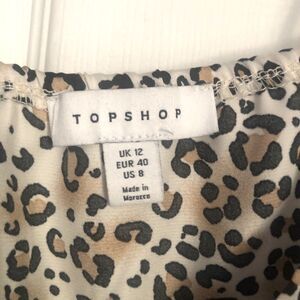 TOPSHOP
UK 12
EUR 40
US 8
Made in
Morocco